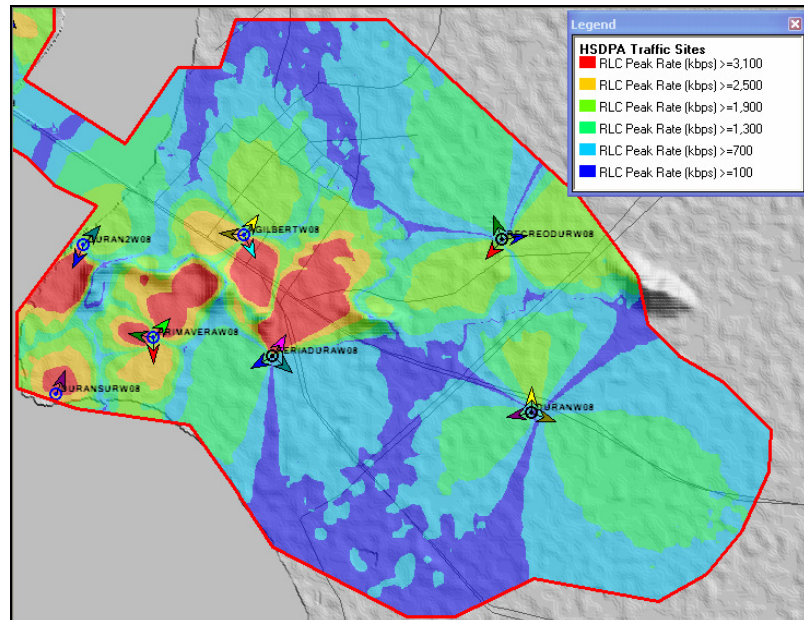 Legend
HSDPA Traffic Sites
RLC Peak Rate (kbps) >=3,100
RLC Peak Rate (kbps) >=2,500
RLC Peak Rate (kbps) >=1,900
RLC Peak Rate (kbps) >=1,300
RLC Peak Rate (kbps) >=700
RLC Peak Rate (kbps) >=100
DURAN2W08
GILBERTW08
RECREODURW08
PRIMAVERAW08
FERIADURAW08
DURANSURW08
DURANW08